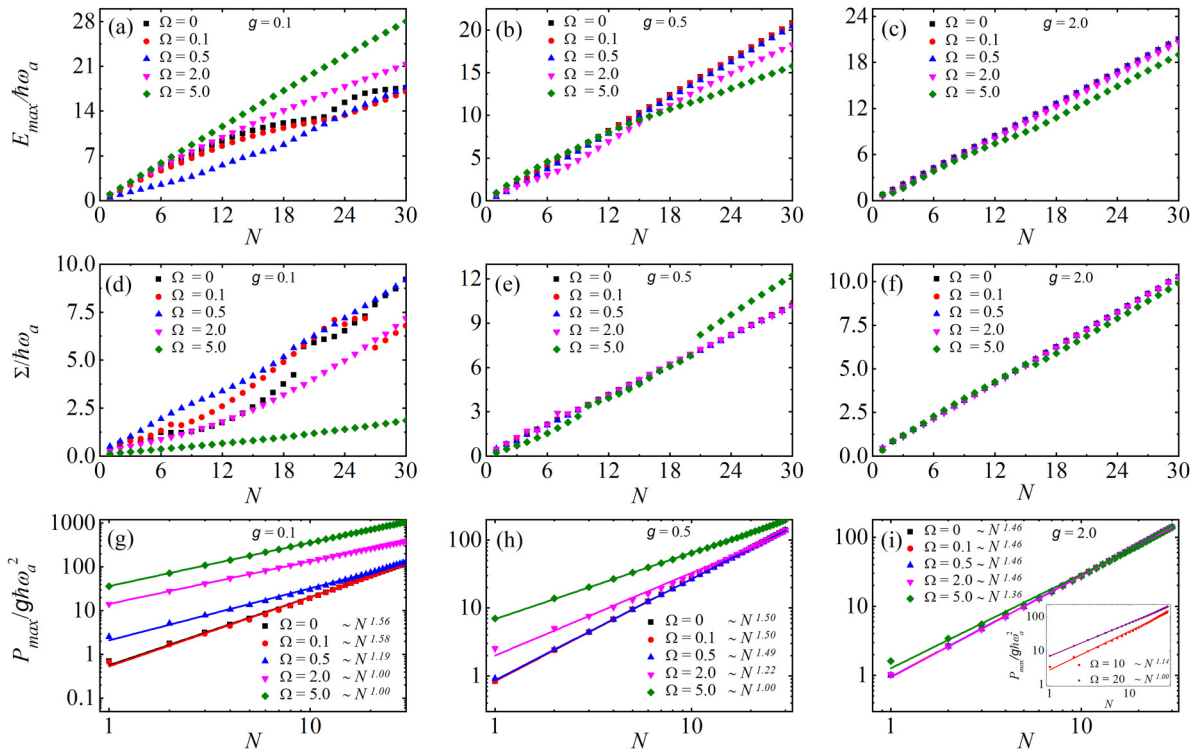 (a)
g = 0.1
Ω = 0
Ω = 0.1
Ω = 0.5
Ω = 2.0
Ω = 5.0
E_max/ħω_a
28
21
14
7
0
0 6 12 18 24 30
N
(b)
g = 0.5
Ω = 0
Ω = 0.1
Ω = 0.5
Ω = 2.0
Ω = 5.0
20
15
10
5
0
0 6 12 18 24 30
N
(c)
g = 2.0
Ω = 0
Ω = 0.1
Ω = 0.5
Ω = 2.0
Ω = 5.0
24
18
12
6
0
0 6 12 18 24 30
N
(d)
g = 0.1
Ω = 0
Ω = 0.1
Ω = 0.5
Ω = 2.0
Ω = 5.0
Σ/ħω_a
10.0
7.5
5.0
2.5
0.0
0 6 12 18 24 30
N
(e)
g = 0.5
Ω = 0
Ω = 0.1
Ω = 0.5
Ω = 2.0
Ω = 5.0
12
9
6
3
0
0 6 12 18 24 30
N
(f)
g = 2.0
Ω = 0
Ω = 0.1
Ω = 0.5
Ω = 2.0
Ω = 5.0
10.0
7.5
5.0
2.5
0.0
0 6 12 18 24 30
N
(g)
g = 0.1
P_max/għω_a^2
1000
100
10
1
0.1
Ω = 0 ~ N^1.56
Ω = 0.1 ~ N^1.58
Ω = 0.5 ~ N^1.19
Ω = 2.0 ~ N^1.00
Ω = 5.0 ~ N^1.00
1 10
N
(h)
g = 0.5
100
10
1
Ω = 0 ~ N^1.50
Ω = 0.1 ~ N^1.50
Ω = 0.5 ~ N^1.49
Ω = 2.0 ~ N^1.22
Ω = 5.0 ~ N^1.00
1 10
N
(i)
g = 2.0
Ω = 0 ~ N^1.46
Ω = 0.1 ~ N^1.46
Ω = 0.5 ~ N^1.46
Ω = 2.0 ~ N^1.46
Ω = 5.0 ~ N^1.36
100
10
1
0.1
1 10
N
P_max/għω_a^2
100
10
1
Ω = 10 ~ N^1.14
Ω = 20 ~ N^1.00
1 10
N